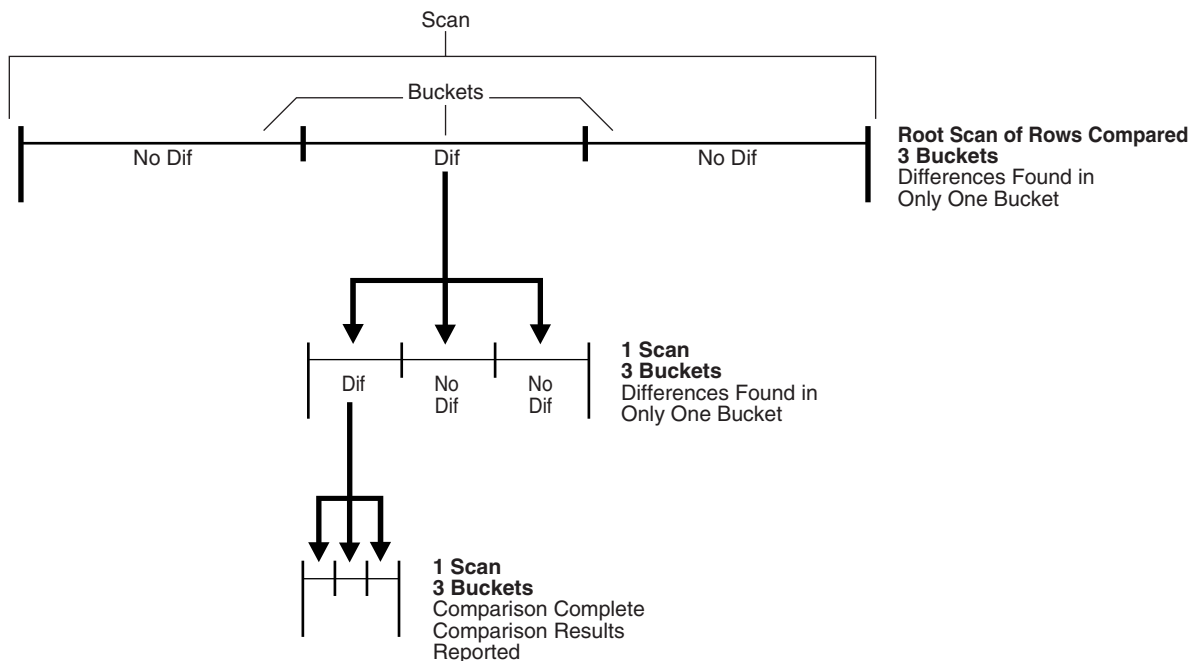 Scan
Buckets
No Dif
Dif
No Dif
Root Scan of Rows Compared
3 Buckets
Differences Found in
Only One Bucket
Dif
No
Dif
No
Dif
1 Scan
3 Buckets
Differences Found in
Only One Bucket
1 Scan
3 Buckets
Comparison Complete
Comparison Results
Reported